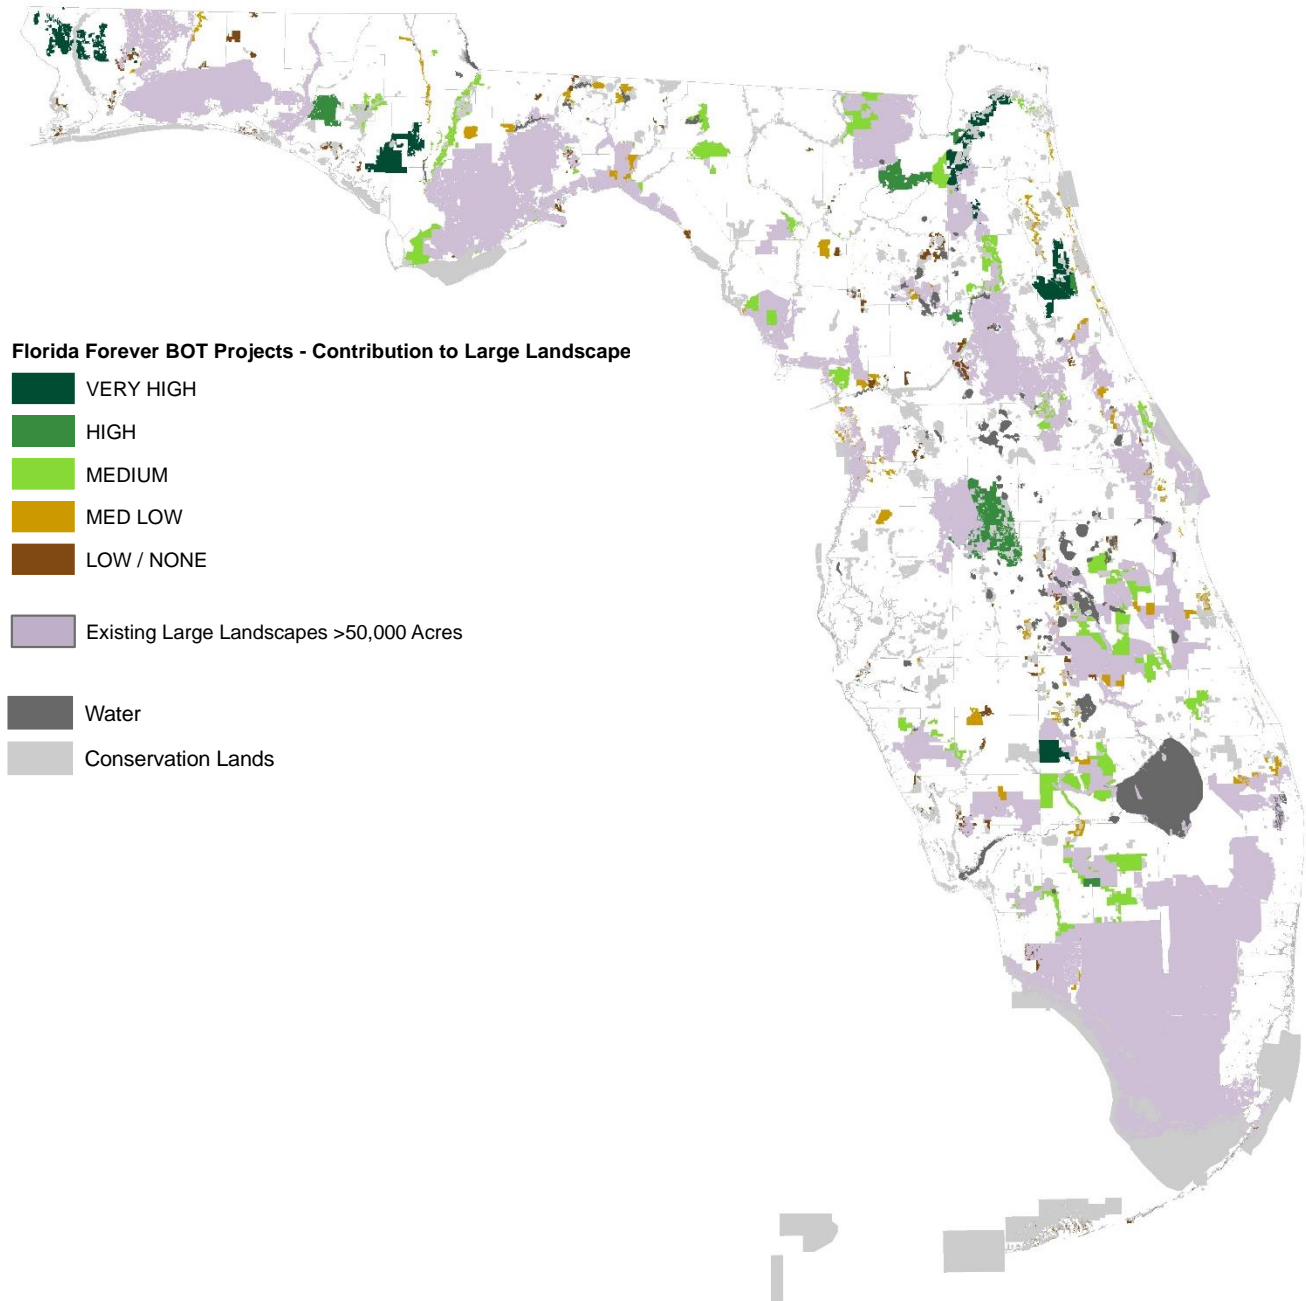 Florida Forever BOT Projects - Contribution to Large Landscape
VERY HIGH
HIGH
MEDIUM
MED LOW
LOW / NONE
Existing Large Landscapes >50,000 Acres
Water
Conservation Lands